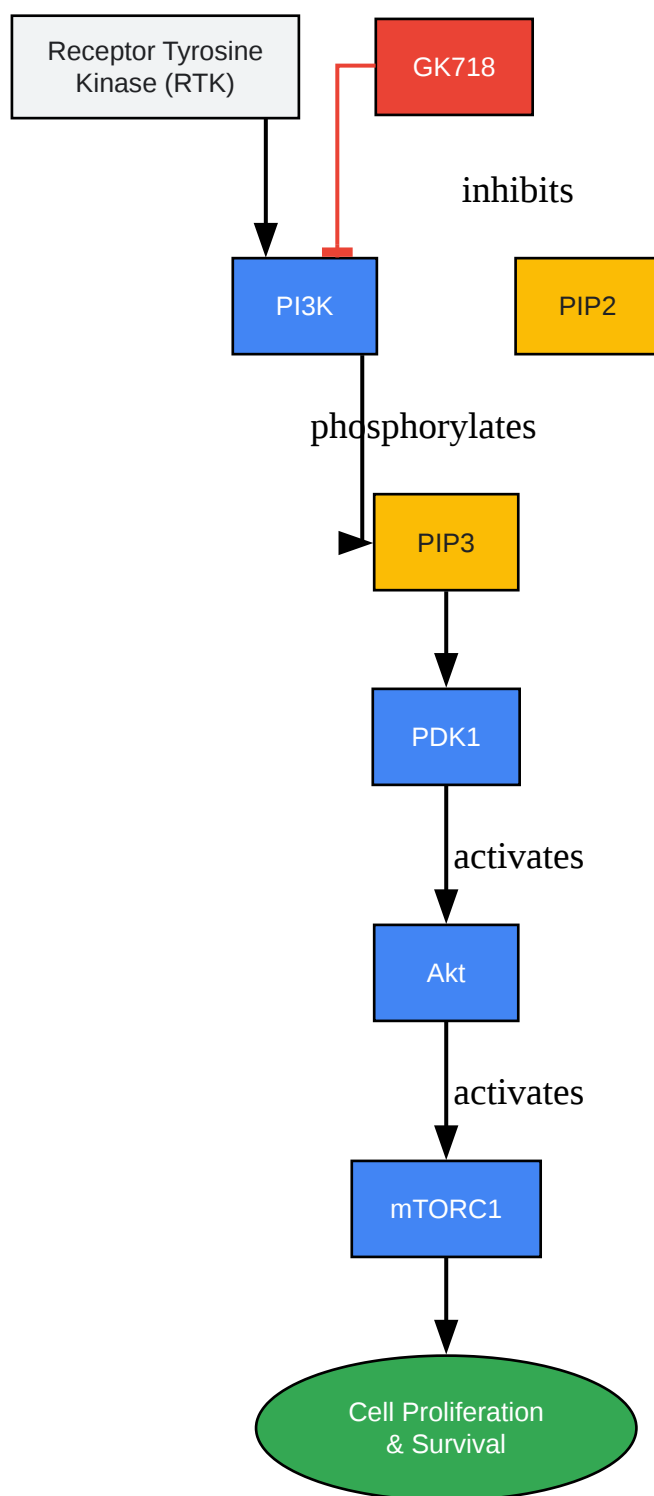 Receptor Tyrosine
Kinase (RTK)
GK718
inhibits
PI3K
PIP2
phosphorylates
PIP3
PDK1
activates
Akt
activates
mTORC1
Cell Proliferation
& Survival